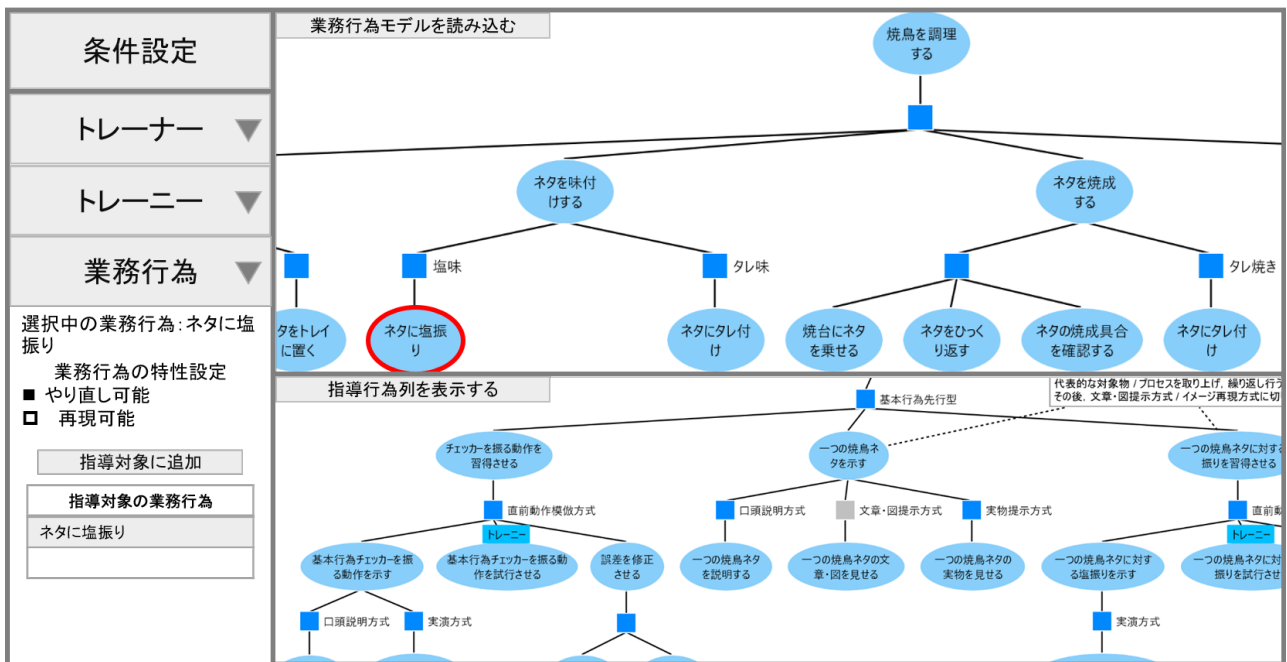 条件設定
トレーナー
トレーニー
業務行為
選択中の業務行為:ネタに塩
振り
業務行為の特性設定
やり直し可能
再現可能
指導対象に追加
指導対象の業務行為
ネタに塩振り
業務行為モデルを読み込む
焼鳥を調理
する
ネタを味付
けする
ネタを焼成
する
塩味
タレ味
タレ焼き
タをトレイ
に置く
ネタに塩振
り
ネタにタレ付
け
焼台にネタ
を乗せる
ネタをひっく
り返す
ネタの焼成具合
を確認する
ネタにタレ付
け
指導行為列を表示する
基本行為先行型
代表的な対象物 / プロセスを取り上げ, 繰り返し行う
その後, 文章・図提示方式 / イメージ再現方式に切
チェッカーを振る動作を
習得させる
一つの焼鳥ネ
タを示す
一つの焼鳥ネタに対する
振りを習得させる
直前動作模倣方式
トレーニー
口頭説明方式
文章・図提示方式
実物提示方式
直前動
トレーニー
基本行為チェッカーを振
る動作を示す
基本行為チェッカーを振る動
作を試行させる
誤差を修正
させる
一つの焼鳥ネタ
を説明する
一つの焼鳥ネタの文
章・図を見せる
一つの焼鳥ネタの
実物を見せる
一つの焼鳥ネタに対す
る塩振りを示す
一つの焼鳥ネタに対
振りを試行させ
口頭説明方式
実演方式
実演方式